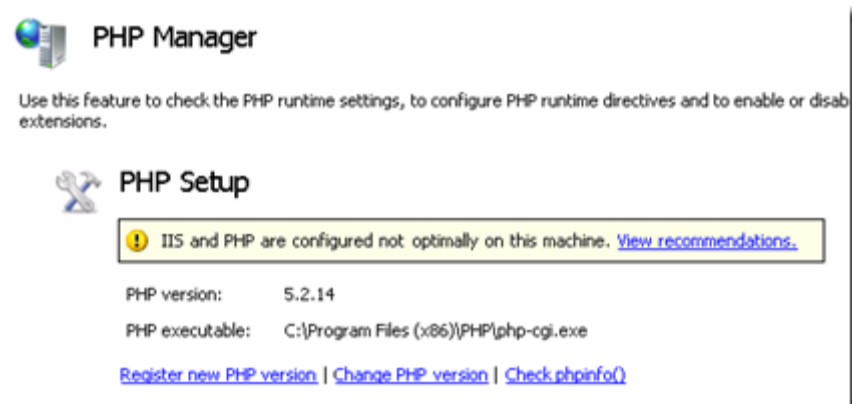 PHP Manager
Use this feature to check the PHP runtime settings, to configure PHP runtime directives and to enable or disab
extensions.
PHP Setup
IIS and PHP are configured not optimally on this machine. View recommendations.
PHP version: 5.2.14
PHP executable: C:\Program Files (x86)\PHP\php-cgi.exe
Register new PHP version | Change PHP version | Check phpinfo()